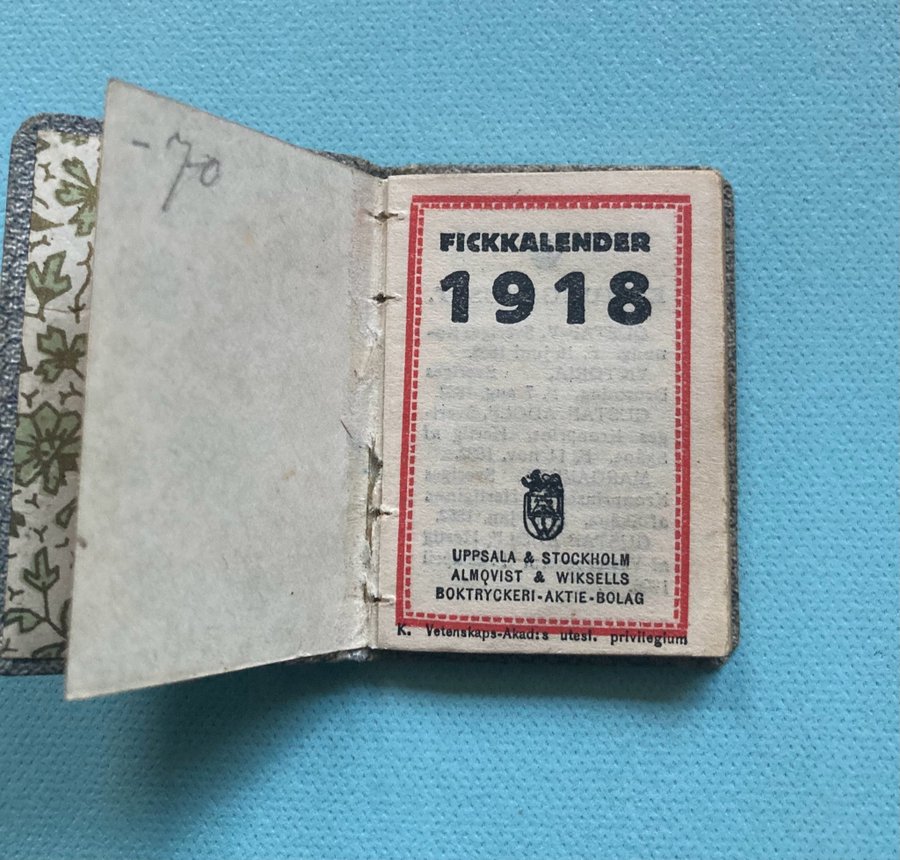 -70
FICKKALENDER
1918
UPPSALA & STOCKHOLM
ALMQVIST & WIKSELLS
BOKTRYCKERI-AKTIE-BOLAG
K. Vetenskaps-Akad:s utesl. privilegium